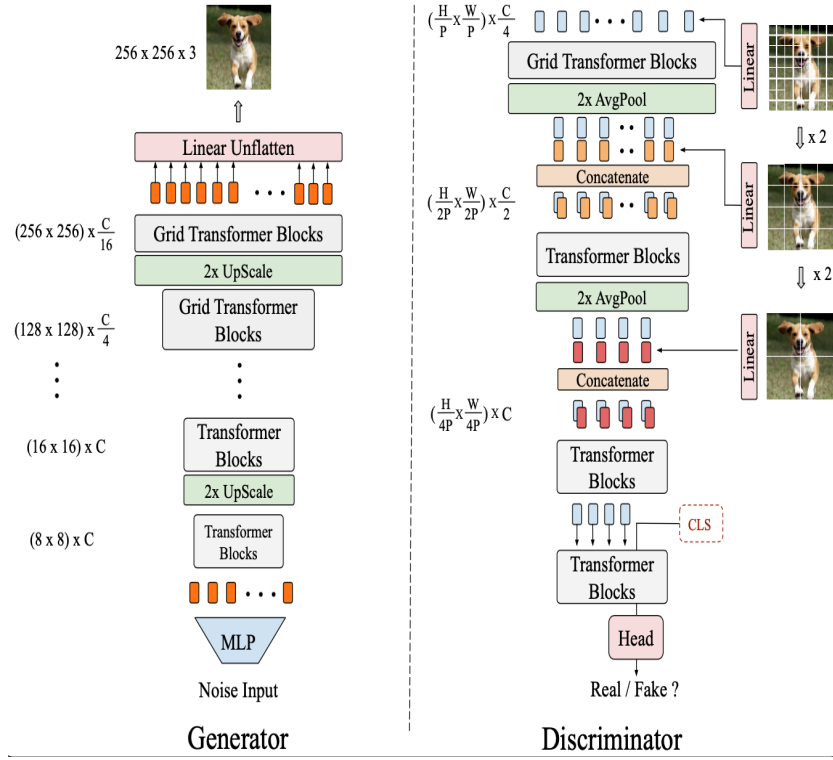 256 x 256 x 3
Linear Unflatten
(256 x 256) x C/16
Grid Transformer Blocks
2x UpScale
(128 x 128) x C/4
Grid Transformer
Blocks
(16 x 16) x C
Transformer
Blocks
2x UpScale
(8 x 8) x C
Transformer
Blocks
MLP
Noise Input
Generator
(H/P x W/P) x C/4
Linear
Grid Transformer Blocks
2x AvgPool
x 2
Concatenate
Linear
(H/2P x W/2P) x C/2
Transformer Blocks
x 2
2x AvgPool
Linear
Concatenate
(H/4P x W/4P) x C
Transformer
Blocks
CLS
Transformer
Blocks
Head
Real / Fake ?
Discriminator